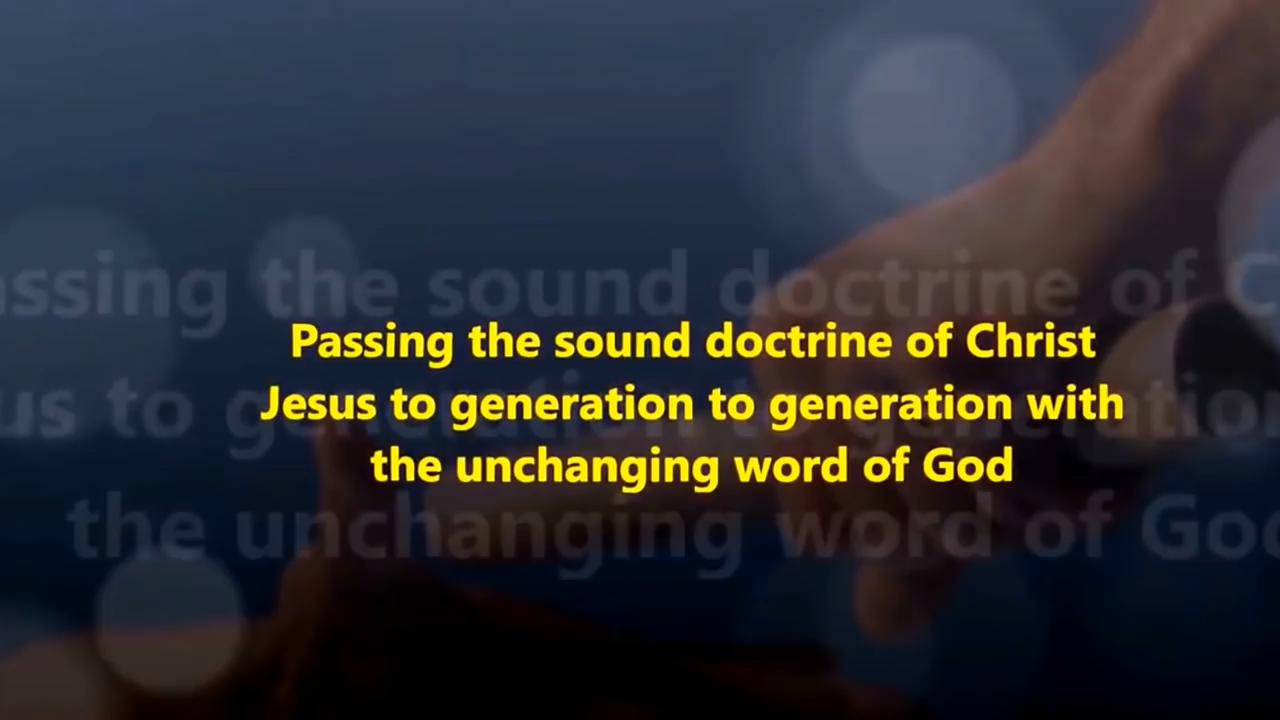 Passing the sound doctrine of Christ
Jesus to generation to generation with
the unchanging word of God